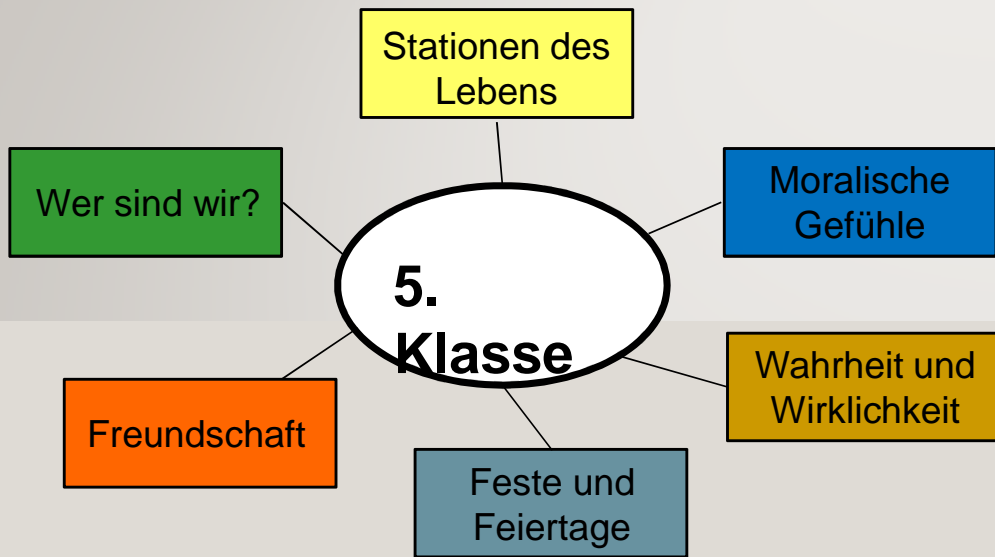 Stationen des
Lebens
Wer sind wir?
Moralische
Gefühle
5.
Klasse
Wahrheit und
Wirklichkeit
Freundschaft
Feste und
Feiertage